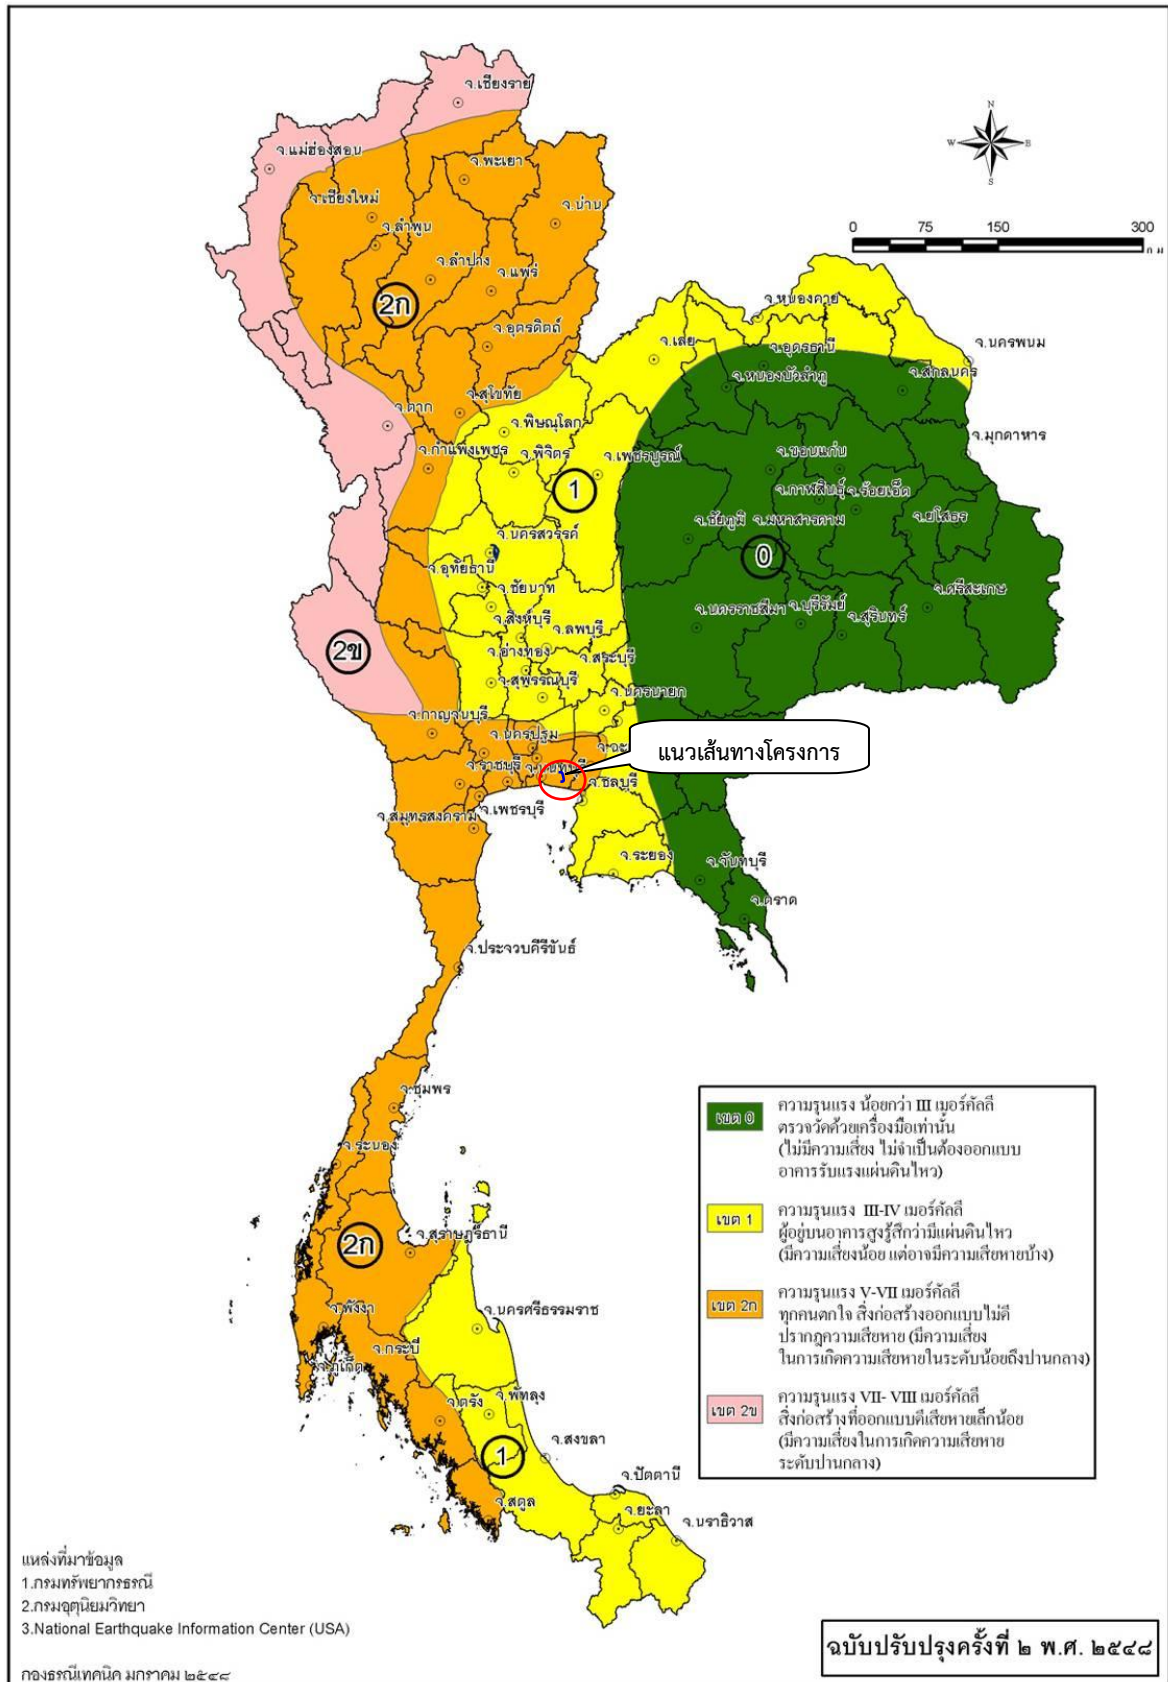 จ.เชียงราย
N
W
E
S
จ.แม่ฮ่องสอน
จ.พะเยา
จ.เชียงใหม่
จ.น่าน
จ.ลำพูน
0 75 150 300
จ.ลำปาง
จ.แพร่
2ก
จ.หนองคาย
จ.อุตรดิตถ์
จ.เลย
จ.อุดรธานี
จ.นครพนม
จ.หนองบัวลำภู
จ.สกลนคร
จ.สุโขทัย
จ.ตาก
จ.พิษณุโลก
จ.มุกดาหาร
จ.กำแพงเพชร
จ.พิจิตร
จ.เพชรบูรณ์
จ.ขอนแก่น
1
จ.กาฬสินธุ์
จ.ร้อยเอ็ด
จ.ชัยภูมิ
จ.มหาสารคาม
จ.ยโสธร
จ.นครสวรรค์
0
จ.อุทัยธานี
จ.ชัยนาท
จ.ศรีสะเกษ
จ.สิงห์บุรี
จ.ลพบุรี
จ.นครราชสีมา
จ.บุรีรัมย์
จ.สุรินทร์
2ข
จ.อ่างทอง
จ.สระบุรี
จ.สุพรรณบุรี
จ.นครนายก
จ.กาญจนบุรี
จ.นครปฐม
แนวเส้นทางโครงการ
จ.ราชบุรี
จ.นนทบุรี
จ.ชลบุรี
จ.สมุทรสงคราม
จ.เพชรบุรี
จ.ระยอง
จ.จันทบุรี
จ.ตราด
จ.ประจวบคีรีขันธ์
จ.ชุมพร
จ.ระนอง
2ก
จ.สุราษฎร์ธานี
จ.พังงา
จ.นครศรีธรรมราช
จ.กระบี่
จ.ภูเก็ต
จ.ตรัง
จ.พัทลุง
1
จ.สงขลา
จ.สตูล
จ.ปัตตานี
จ.ยะลา
จ.นราธิวาส
เขต 0
ความรุนแรง น้อยกว่า III เมอร์คัลลี
ตรวจวัดด้วยเครื่องมือเท่านั้น
(ไม่มีความเสี่ยง ไม่จำเป็นต้องออกแบบ
อาคารรับแรงแผ่นดินไหว)
เขต 1
ความรุนแรง III-IV เมอร์คัลลี
ผู้อยู่บนอาคารสูงรู้สึกว่ามีแผ่นดินไหว
(มีความเสี่ยงน้อย แต่อาจมีความเสียหายบ้าง)
เขต 2ก
ความรุนแรง V-VII เมอร์คัลลี
ทุกคนตกใจ สิ่งก่อสร้างออกแบบไม่ดี
ปรากฏความเสียหาย (มีความเสี่ยง
ในการเกิดความเสียหายในระดับน้อยถึงปานกลาง)
เขต 2ข
ความรุนแรง VII- VIII เมอร์คัลลี
สิ่งก่อสร้างที่ออกแบบดีเสียหายเล็กน้อย
(มีความเสี่ยงในการเกิดความเสียหาย
ระดับปานกลาง)
แหล่งที่มาข้อมูล
1.กรมทรัพยากรธรณี
2.กรมอุตุนิยมวิทยา
3.National Earthquake Information Center (USA)
กองธรณีเทคนิค มกราคม ๒๕๔๘
ฉบับปรับปรุงครั้งที่ ๒ พ.ศ. ๒๕๔๘